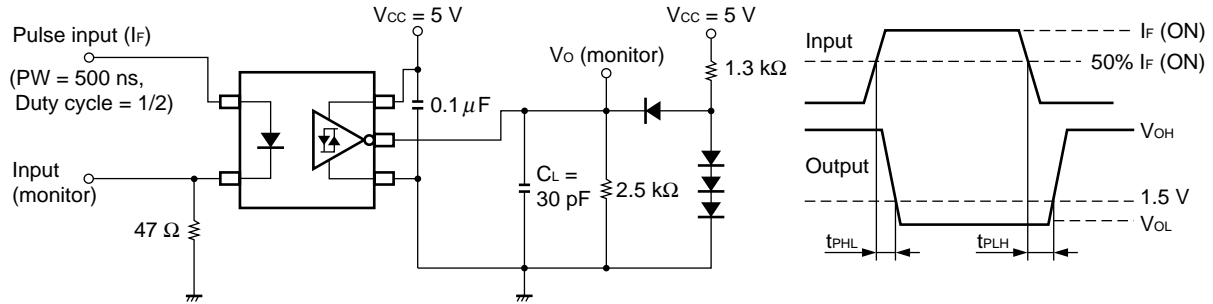 Pulse input (IF)
(PW = 500 ns,
Duty cycle = 1/2)
Input
(monitor)
47 Ω
VCC = 5 V
0.1 μF
VO (monitor)
CL =
30 pF
2.5 kΩ
VCC = 5 V
1.3 kΩ
Input
IF (ON)
50% IF (ON)
Output
VOH
1.5 V
VOL
tPHL
tPLH